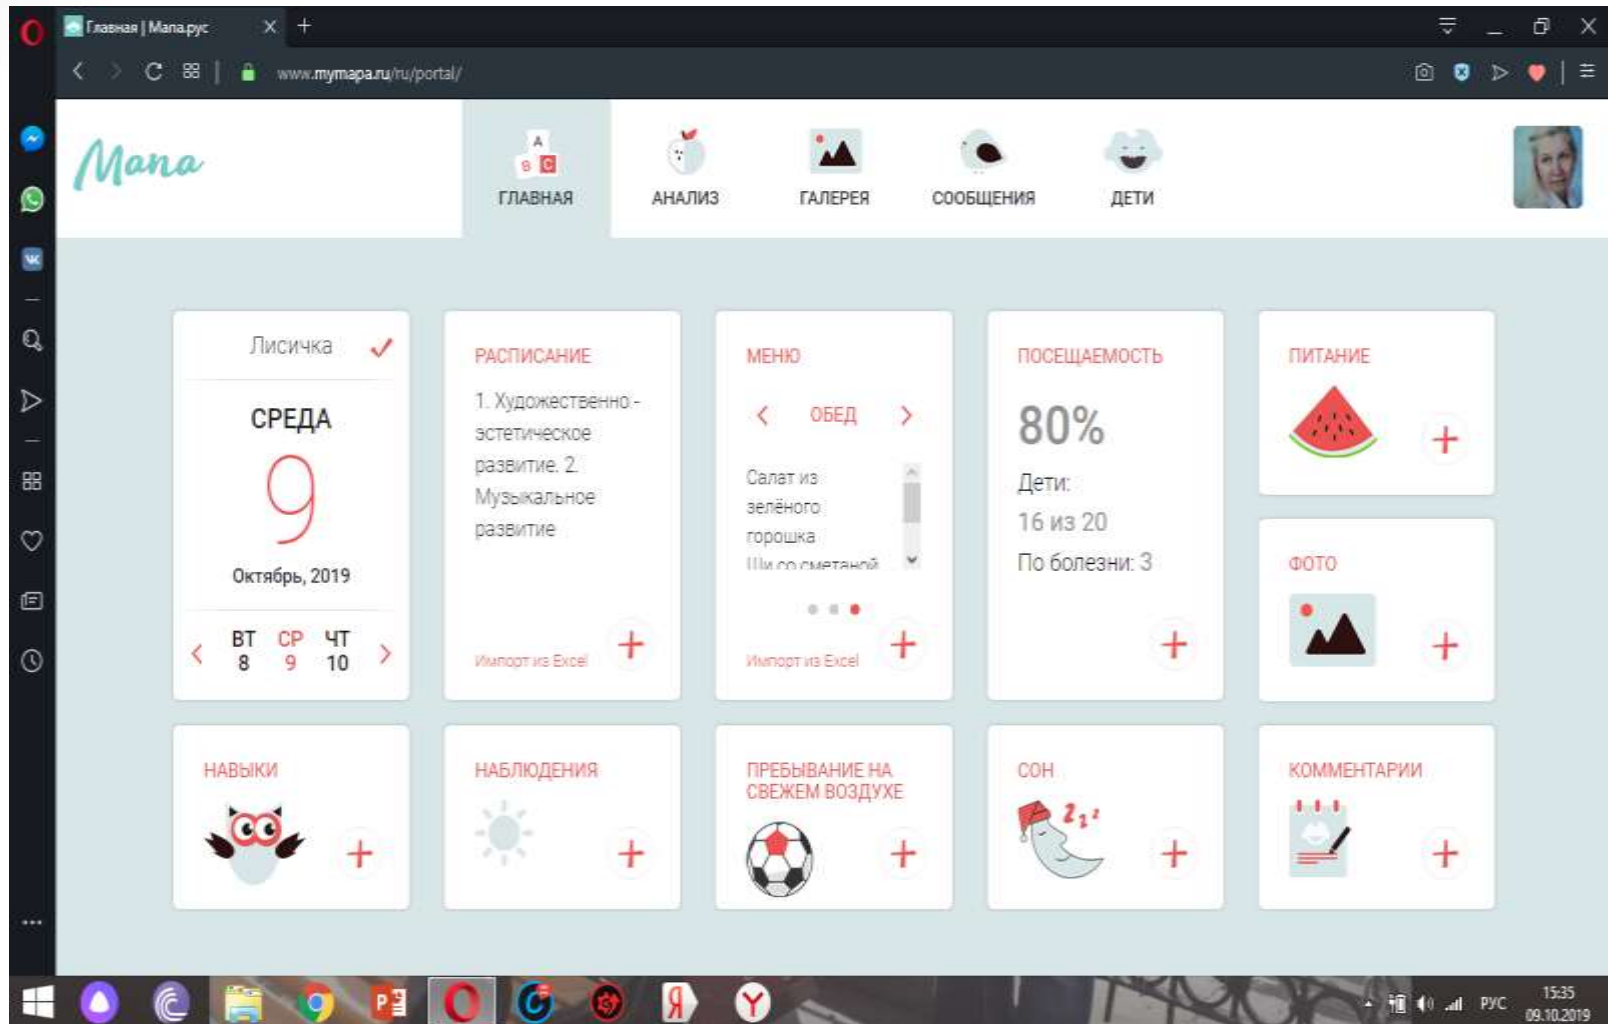 Главная | Мапа.рус
www.mymapa.ru/ru/portal/
Мапа
A
B C
ГЛАВНАЯ
АНАЛИЗ
ГАЛЕРЕЯ
СООБЩЕНИЯ
ДЕТИ
Лисичка
СРЕДА
9
Октябрь, 2019
ВТ СР ЧТ
8 9 10
РАСПИСАНИЕ
1. Художественно -
эстетическое
развитие. 2.
Музыкальное
развитие
Импорт из Excel
МЕНЮ
ОБЕД
Салат из
зелёного
горошка
Щи со сметаной
Импорт из Excel
ПОСЕЩАЕМОСТЬ
80%
Дети:
16 из 20
По болезни: 3
ПИТАНИЕ
ФОТО
НАВЫКИ
НАБЛЮДЕНИЯ
ПРЕБЫВАНИЕ НА
СВЕЖЕМ ВОЗДУХЕ
СОН
z z z
КОММЕНТАРИИ
РУС
15:35
09.10.2019